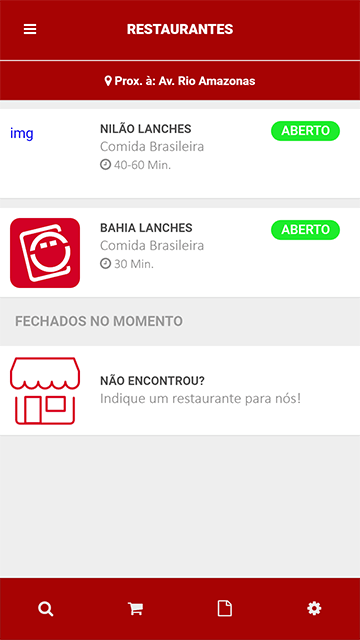 RESTAURANTES
Prox. à: Av. Rio Amazonas
img
NILÃO LANCHES
ABERTO
Comida Brasileira
40-60 Min.
BAHIA LANCHES
ABERTO
Comida Brasileira
30 Min.
FECHADOS NO MOMENTO
NÃO ENCONTROU?
Indique um restaurante para nós!